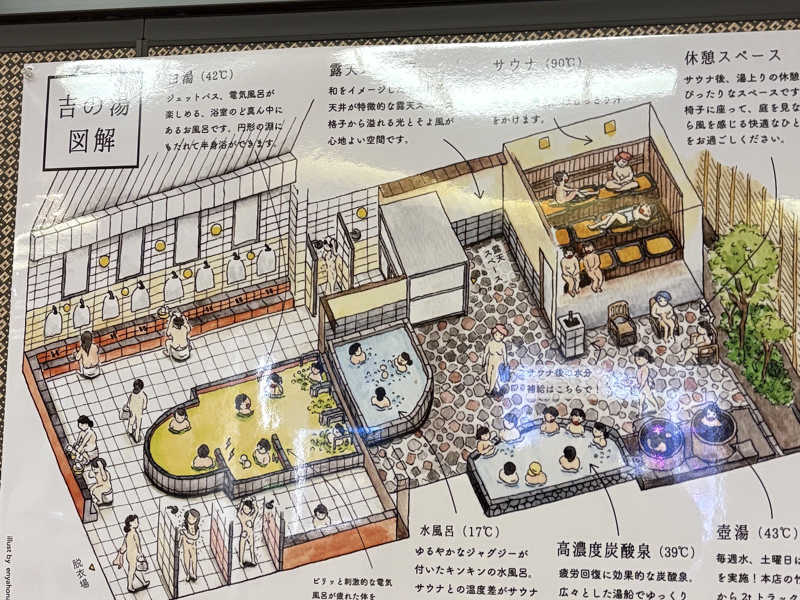 吉の湯
図解
湯(42℃)
ジェットバス、電気風呂が
楽しめる、浴室のど真ん中に
あるお風呂です。円形の淵に
もたれて半身浴ができます。
露天
和をイメージした
天井が特徴的な露天ス
格子から溢れる光とそよ風が
心地よい空間です。
サウナ(90℃)
をかけます。
休憩スペース
サウナ後、湯上りの休憩
ぴったりなスペースです
椅子に座って、庭を見な
ら風を感じる快適なひと
をお過ごしください。
露天
サウナ後の水分
補給はこちらで!
水風呂(17℃)
ゆるやかなジャグジーが
付いたキンキンの水風呂。
サウナとの温度差がサウナ
高濃度炭酸泉(39℃)
疲労回復に効果的な炭酸泉。
広々とした湯船でゆっくり
壺湯(43℃)
毎週水、土曜日に
を実施!本店の竹
から2tトラック
ピリッと刺激的な電気
風呂が疲れた体を
脱衣場
illust by enyahon